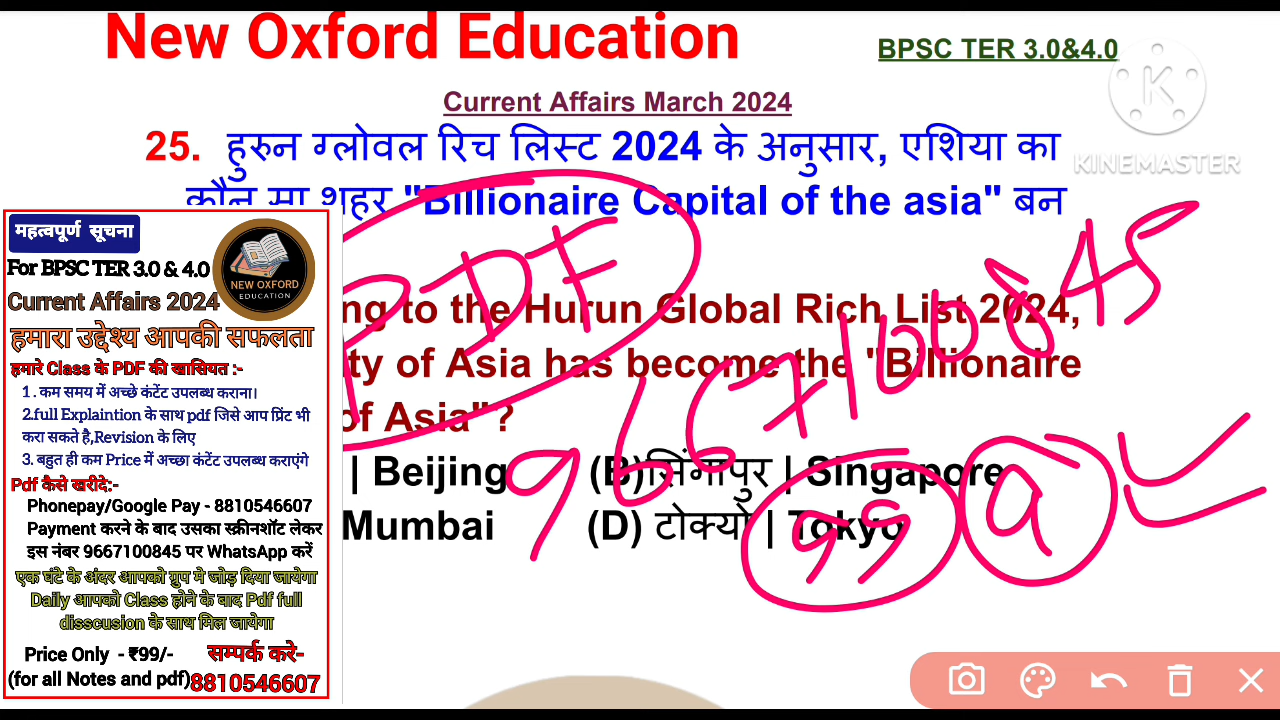 New Oxford Education
BPSC TER 3.0&4.0
Current Affairs March 2024
25. हुरुन ग्लोवल रिच लिस्ट 2024 के अनुसार, एशिया का
कौन सा शहर "Billionaire Capital of the asia" बन
ng to the Hurun Global Rich List 2024,
ty of Asia has become the "Billionaire
of Asia"?
| Beijing (B)सिंगापुर | Singapore
Mumbai (D) टोक्यो | Tokyo
PDF
9667100845
99
a
K
KINEMASTER
महत्वपूर्ण सूचना
For BPSC TER 3.0 & 4.0
Current Affairs 2024
NEW OXFORD
EDUCATION
हमारा उद्देश्य आपकी सफलता
हमारे Class के PDF की खासियत :-
1 . कम समय में अच्छे कंटेंट उपलब्ध कराना।
2.full Explaintion के साथ pdf जिसे आप प्रिंट भी
करा सकते है,Revision के लिए
3. बहुत ही कम Price में अच्छा कंटेंट उपलब्ध कराएंगे
Pdf कैसे खरीदे:-
Phonepay/Google Pay - 8810546607
Payment करने के बाद उसका स्क्रीनशॉट लेकर
इस नंबर 9667100845 पर WhatsApp करें
एक घंटे के अंदर आपको ग्रुप मे जोड़ दिया जायेगा
Daily आपको Class होने के बाद Pdf full
disscusion के साथ मिल जायेगा
Price Only - ₹99/- सम्पर्क करे-
(for all Notes and pdf) 8810546607